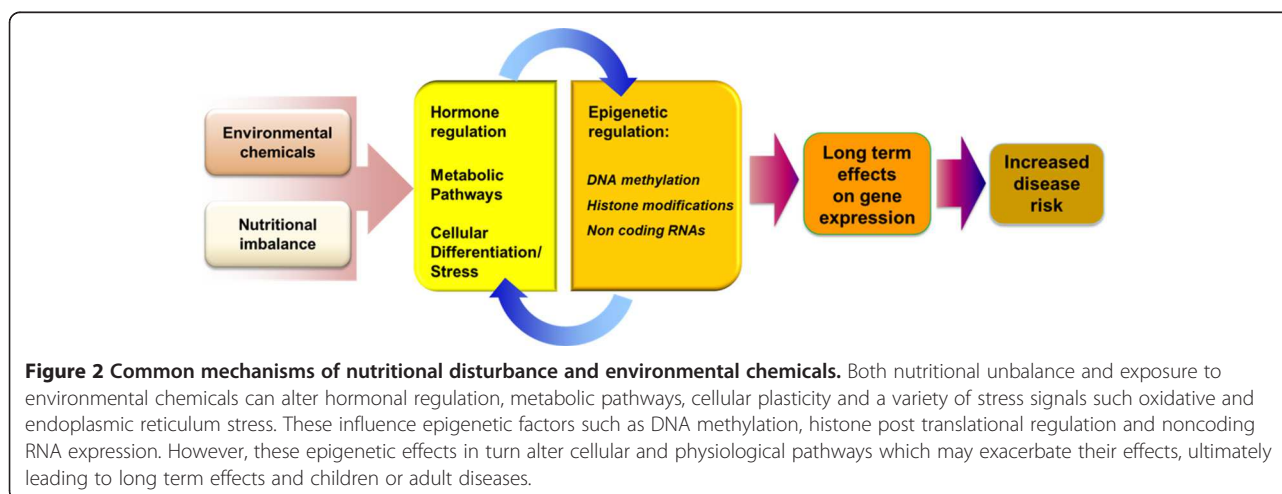 Environmental
chemicals
Nutritional
imbalance
Hormone
regulation
Metabolic
Pathways
Cellular
Differentiation/
Stress
Epigenetic
regulation:
DNA methylation
Histone modifications
Non coding RNAs
Long term
effects
on gene
expression
Increased
disease
risk
Figure 2 Common mechanisms of nutritional disturbance and environmental chemicals. Both nutritional unbalance and exposure to
environmental chemicals can alter hormonal regulation, metabolic pathways, cellular plasticity and a variety of stress signals such oxidative and
endoplasmic reticulum stress. These influence epigenetic factors such as DNA methylation, histone post translational regulation and noncoding
RNA expression. However, these epigenetic effects in turn alter cellular and physiological pathways which may exacerbate their effects, ultimately
leading to long term effects and children or adult diseases.